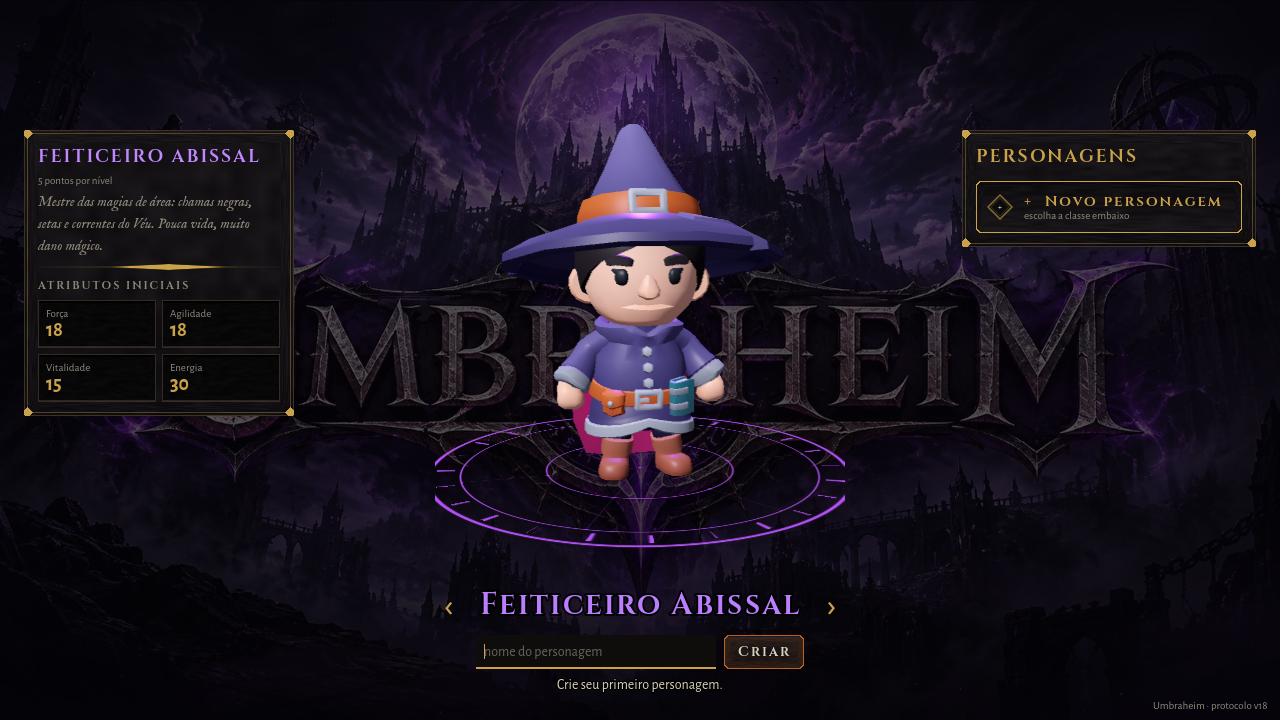 FEITICEIRO ABISSAL
5 pontos por nível
Mestre das magias de área: chamas negras,
setas e correntes do Véu. Pouca vida, muito
dano mágico.
ATRIBUTOS INICIAIS
Força
18
Agilidade
18
Vitalidade
15
Energia
30
PERSONAGENS
+ NOVO PERSONAGEM
escolha a classe embaixo
UMBRAHEIM
‹ FEITICEIRO ABISSAL ›
nome do personagem
CRIAR
Crie seu primeiro personagem.
Umbraheim · protocolo v18